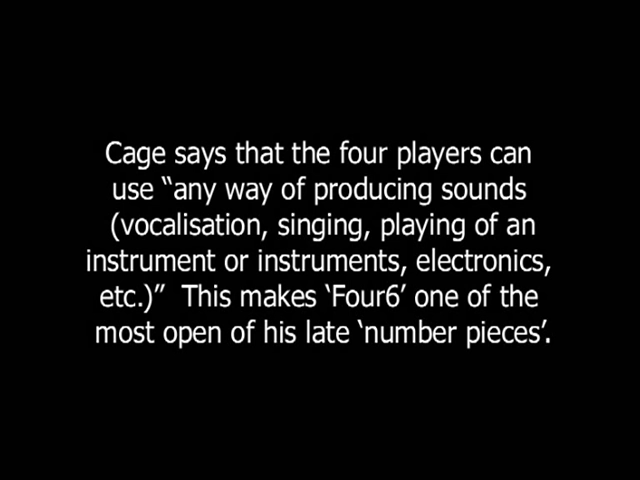 Cage says that the four players can
use “any way of producing sounds
(vocalisation, singing, playing of an
instrument or instruments, electronics,
etc.)”  This makes ‘Four6’ one of the
most open of his late ‘number pieces’.